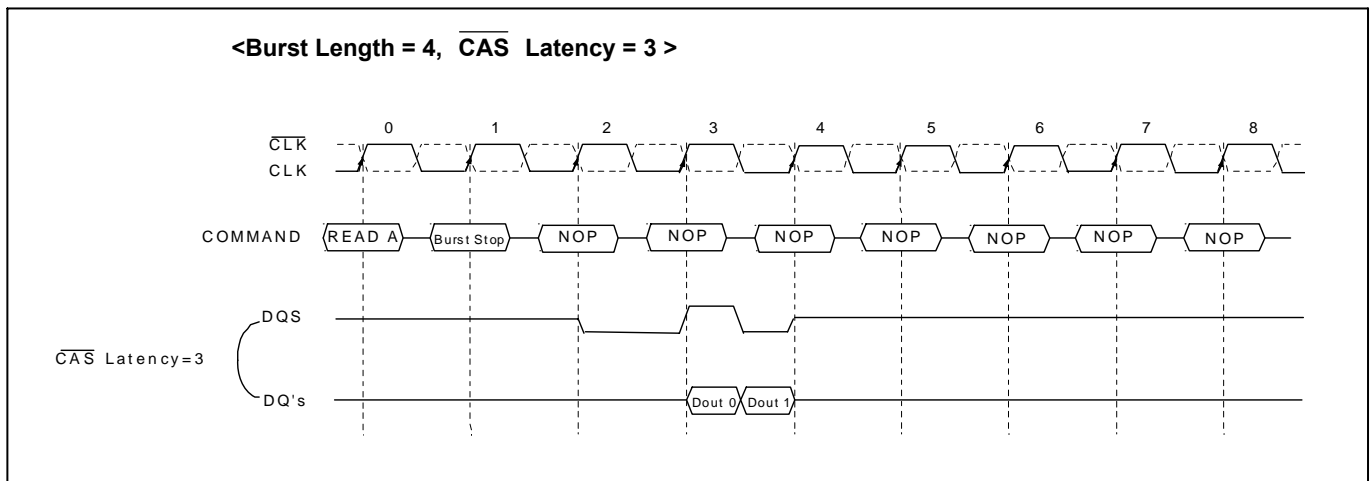 <Burst Length = 4, CAS Latency = 3 >
0 1 2 3 4 5 6 7 8
CLK
CLK
COMMAND READ A Burst Stop NOP NOP NOP NOP NOP NOP NOP
DQS
CAS Latency=3
DQ's Dout 0 Dout 1